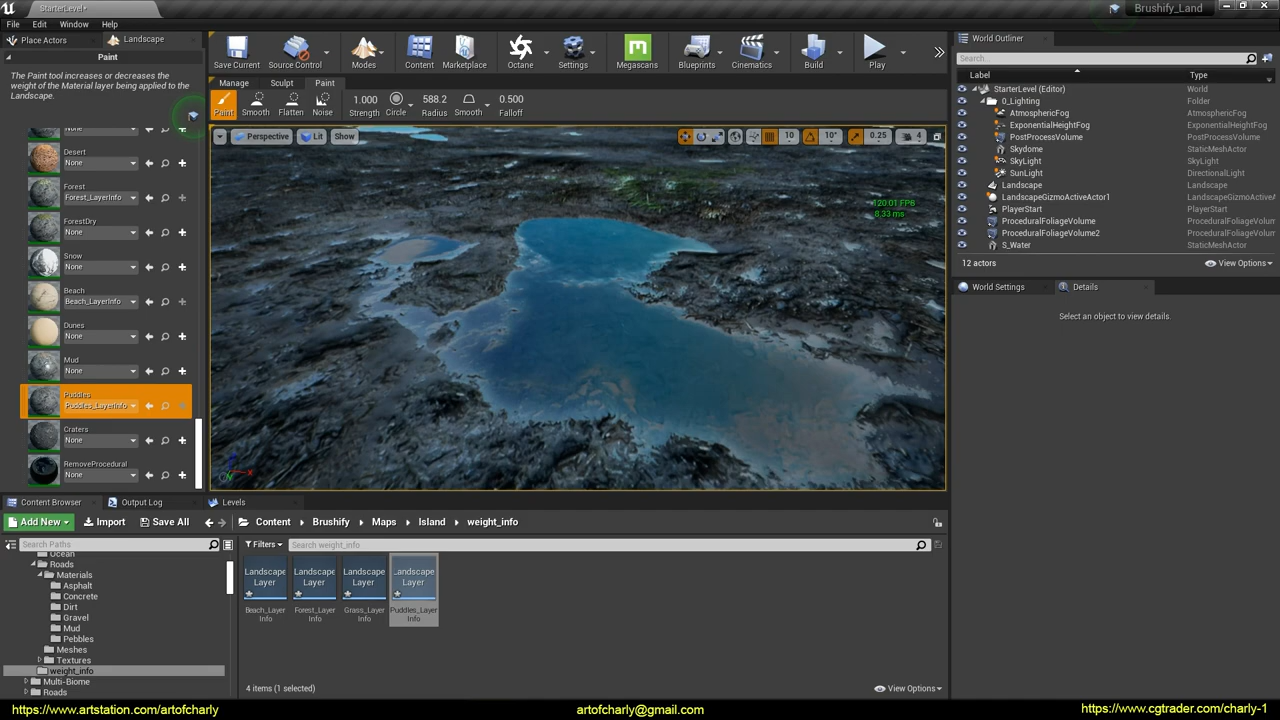 StarterLevel*
Brushify_Land
File Edit Window Help
Place Actors
Landscape
Paint
The Paint tool increases or decreases the
weight of the Material layer being applied to the
Landscape.
None
Desert
None
Forest
Forest_LayerInfo
ForestDry
None
Snow
None
Beach
Beach_LayerInfo
Dunes
None
Mud
None
Puddles
Puddles_LayerInfo
Craters
None
RemoveProcedural
None
Save Current
Source Control
Modes
Content
Marketplace
Octane
Settings
Megascans
Blueprints
Cinematics
Build
Play
Manage Sculpt Paint
Paint Smooth Flatten Noise
1.000
Strength
Circle
588.2
Radius
Smooth
0.500
Falloff
Perspective Lit Show
10 10° 0.25 4
120.01 FPS
8.33 ms
World Outliner
Search...
Label Type
StarterLevel (Editor) World
0_Lighting Folder
AtmosphericFog AtmosphericFog
ExponentialHeightFog ExponentialHeightFog
PostProcessVolume PostProcessVolume
Skydome StaticMeshActor
SkyLight SkyLight
SunLight DirectionalLight
Landscape Landscape
LandscapeGizmoActiveActor1 LandscapeGizmoActiveA
PlayerStart PlayerStart
ProceduralFoliageVolume ProceduralFoliageVolume
ProceduralFoliageVolume2 ProceduralFoliageVolume
S_Water StaticMeshActor
12 actors
View Options
World Settings
Details
Select an object to view details.
Content Browser
Output Log
Levels
Add New Import Save All
Content Brushify Maps Island weight_info
Search Paths
Filters
Search weight_info
Ocean
Roads
Materials
Asphalt
Concrete
Dirt
Gravel
Mud
Pebbles
Meshes
Textures
weight_info
Multi-Biome
Roads
Landscape
Layer
Beach_Layer
Info
Landscape
Layer
Forest_Layer
Info
Landscape
Layer
Grass_Layer
Info
Landscape
Layer
Puddles_Layer
Info
4 items (1 selected)
View Options
https://www.artstation.com/artofcharly
artofcharly@gmail.com
https://www.cgtrader.com/charly-1